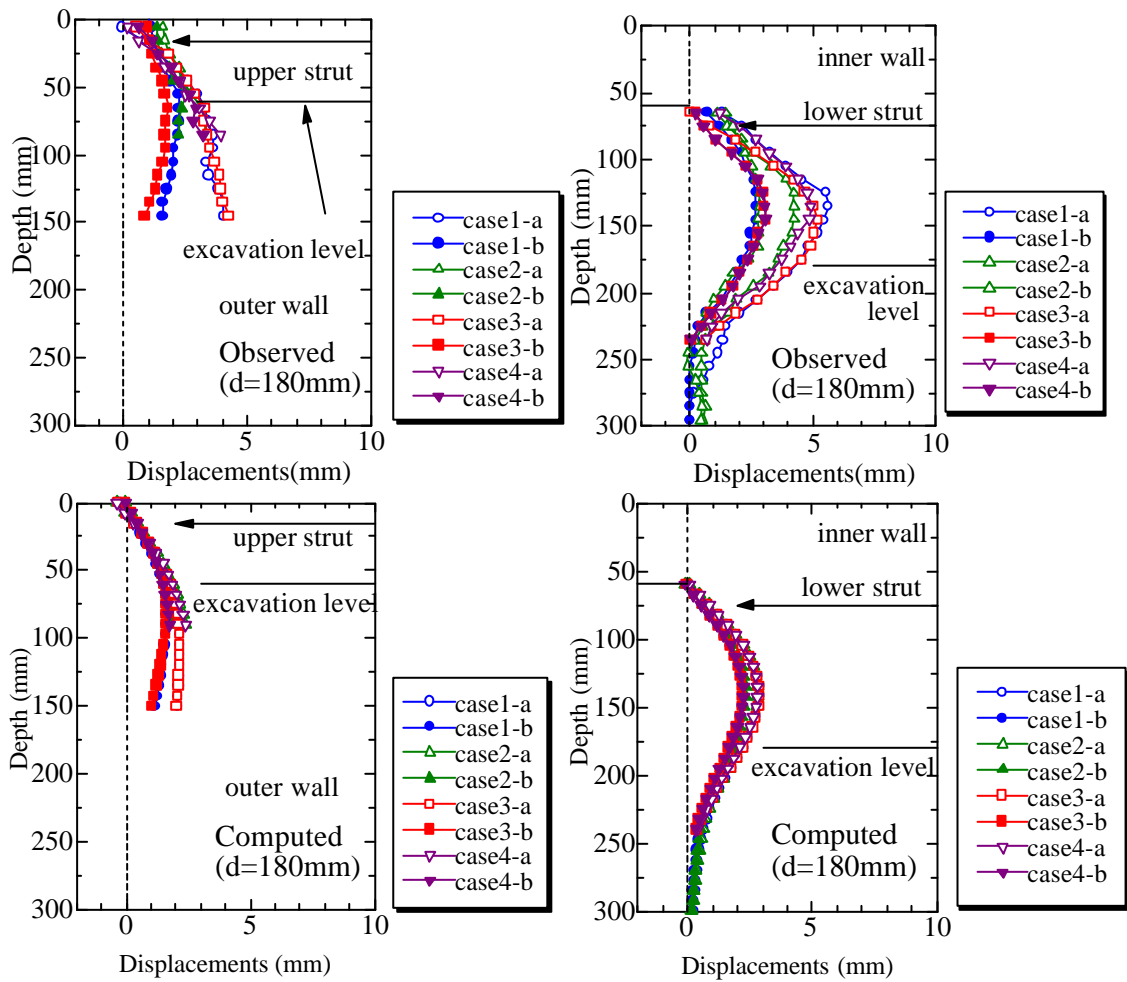 0
50
100
150
200
250
300
Depth (mm)
0
5
10
Displacements(mm)
upper strut
excavation level
outer wall
Observed
(d=180mm)
case1-a
case1-b
case2-a
case2-b
case3-a
case3-b
case4-a
case4-b
0
50
100
150
200
250
300
Depth (mm)
0
5
10
Displacements(mm)
inner wall
lower strut
excavation
level
Observed
(d=180mm)
case1-a
case1-b
case2-a
case2-b
case3-a
case3-b
case4-a
case4-b
0
50
100
150
200
250
300
Depth (mm)
0
5
10
Displacements (mm)
upper strut
excavation level
outer wall
Computed
(d=180mm)
case1-a
case1-b
case2-a
case2-b
case3-a
case3-b
case4-a
case4-b
0
50
100
150
200
250
300
Depth (mm)
0
5
10
Displacements (mm)
inner wall
lower strut
excavation level
Computed
(d=180mm)
case1-a
case1-b
case2-a
case2-b
case3-a
case3-b
case4-a
case4-b